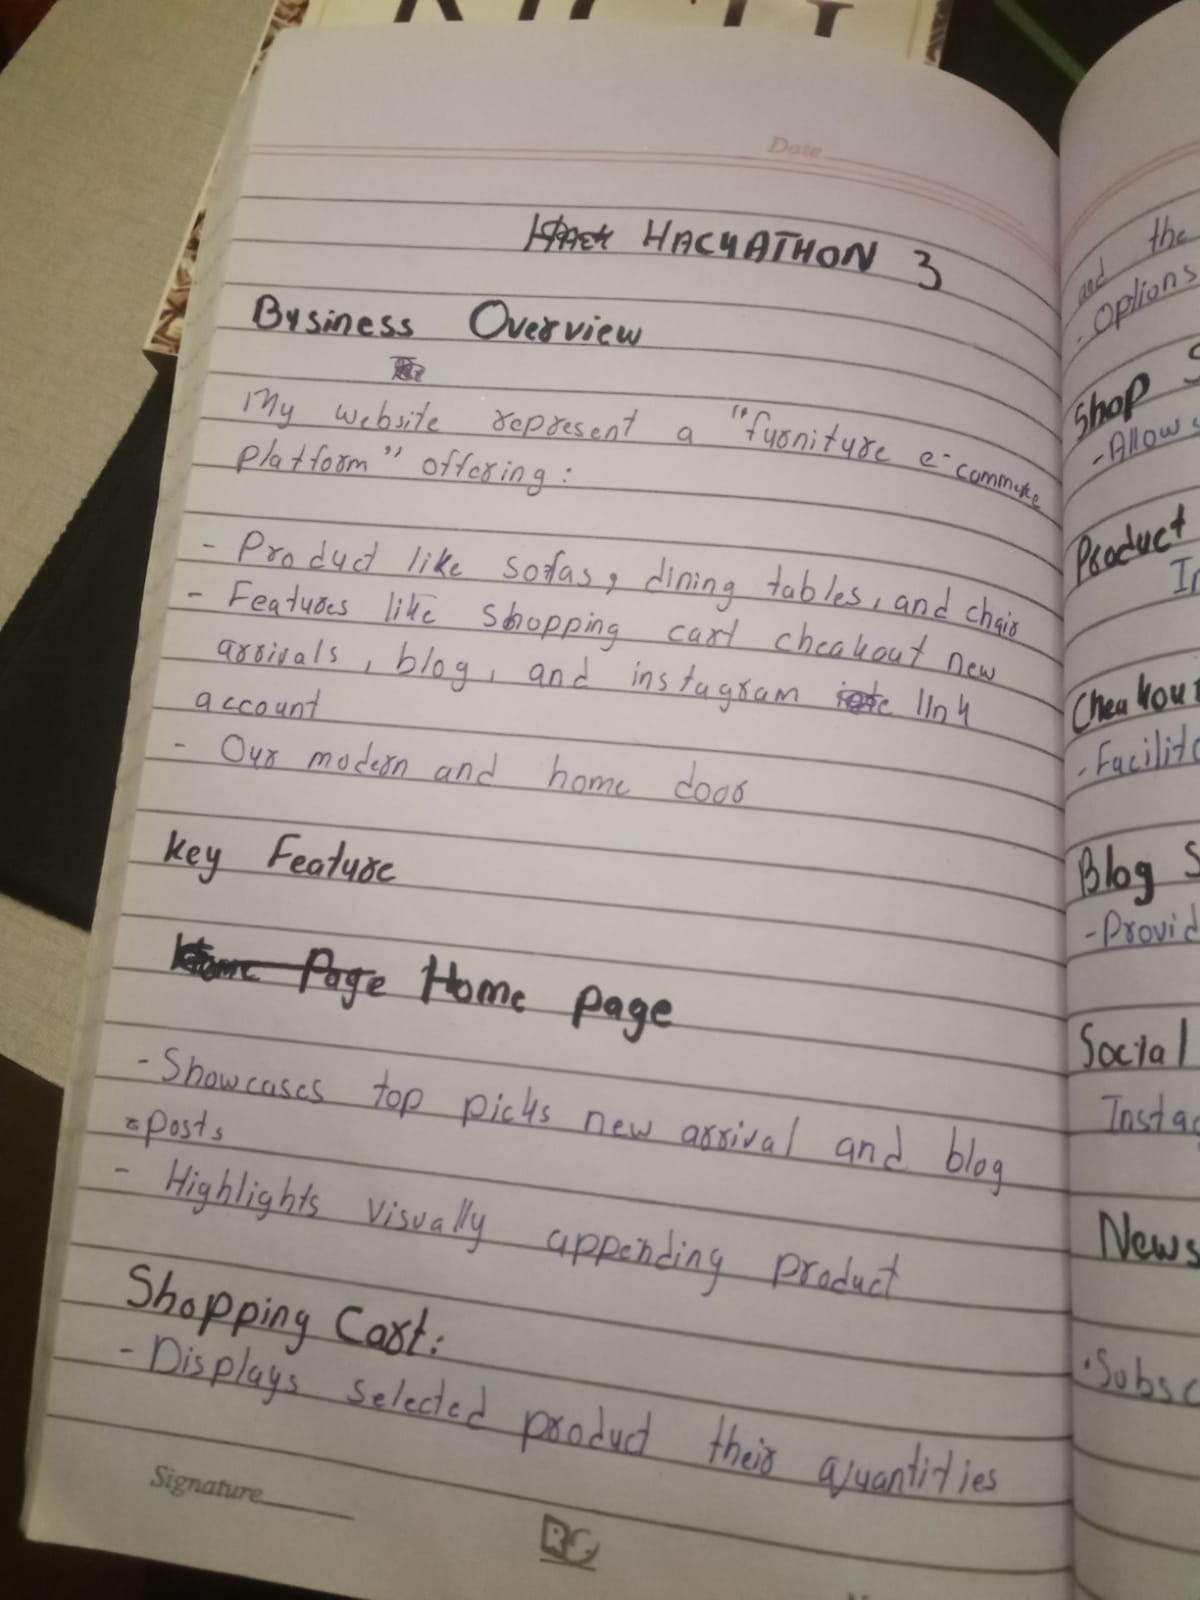 Date
HACKATHON 3
Business Overview
My website represent a "furniture e-commerce
platform" offering:
- Product like sofas, dining tables, and chair
- Features like shopping cart cheakout new
arrivals, blog, and instagram link
account
- Our modern and home door
Key Feature
Home Page Home page
- Showcases top picks new arrival and blog
posts
- Highlights visually appending product
Shopping Cart:
- Displays selected product their quantities
Signature
RC
and the
Options
Shop
- Allow
Product
In
Cheakout
- Facilit
Blog S
- Provid
Social
Insta
News
Subsc